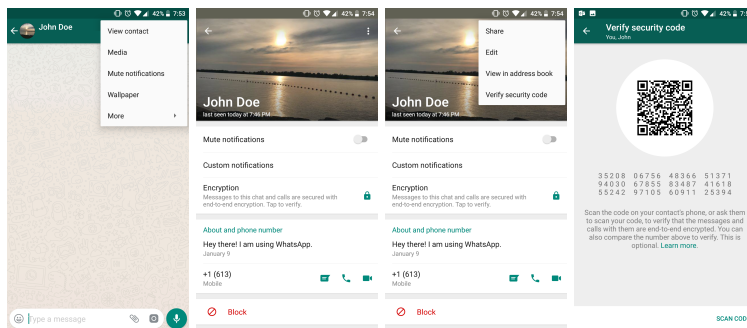 42% 7:53
John Doe
View contact
Media
Mute notifications
Wallpaper
More
Type a message
42% 7:54
John Doe
last seen today at 7:46 PM
Mute notifications
Custom notifications
Encryption
Messages to this chat and calls are secured with
end-to-end encryption. Tap to verify.
About and phone number
Hey there! I am using WhatsApp.
January 9
+1 (613)
Mobile
Block
42% 7:54
Share
Edit
View in address book
Verify security code
John Doe
last seen today at 7:46 PM
Mute notifications
Custom notifications
Encryption
Messages to this chat and calls are secured with
end-to-end encryption. Tap to verify.
About and phone number
Hey there! I am using WhatsApp.
January 9
+1 (613)
Mobile
Block
42% 7:5
Verify security code
You, John
35208 06756 48366 51371
94030 67855 83487 41618
55242 97105 60911 25394
Scan the code on your contact's phone, or ask them
to scan your code, to verify that the messages and
calls with them are end-to-end encrypted. You can
also compare the number above to verify. This is
optional. Learn more.
SCAN COD